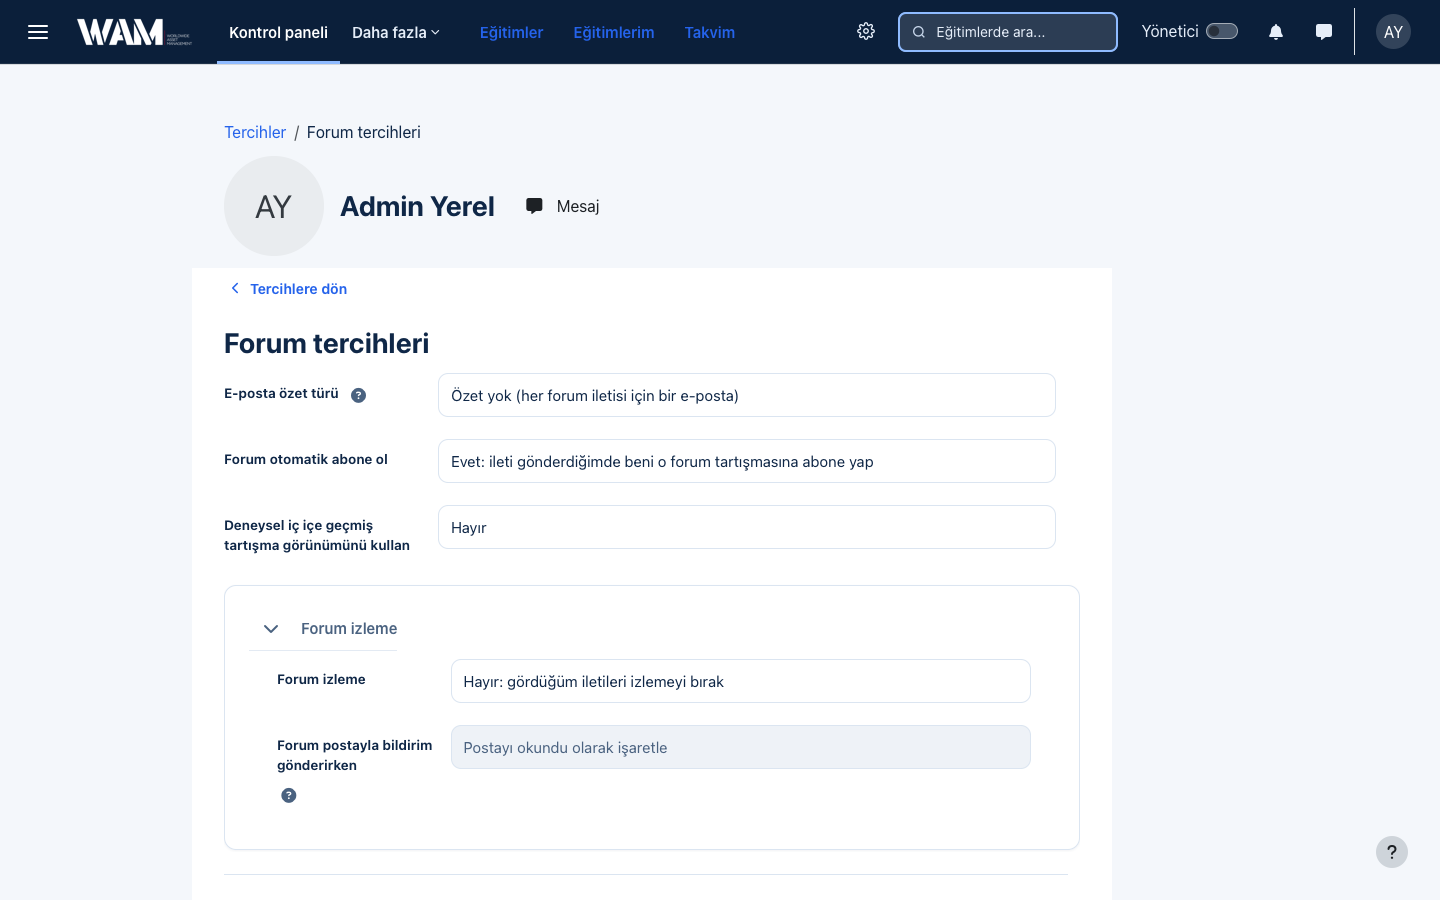 WAM WORLDWIDE ASSET MANAGEMENT
Kontrol paneli
Daha fazla
Eğitimler
Eğitimlerim
Takvim
Eğitimlerde ara...
Yönetici
AY
Tercihler / Forum tercihleri
AY
Admin Yerel
Mesaj
Tercihlere dön
Forum tercihleri
E-posta özet türü ?
Özet yok (her forum iletisi için bir e-posta)
Forum otomatik abone ol
Evet: ileti gönderdiğimde beni o forum tartışmasına abone yap
Deneysel iç içe geçmiş
tartışma görünümünü kullan
Hayır
Forum izleme
Forum izleme
Hayır: gördüğüm iletileri izlemeyi bırak
Forum postayla bildirim
gönderirken
?
Postayı okundu olarak işaretle
?